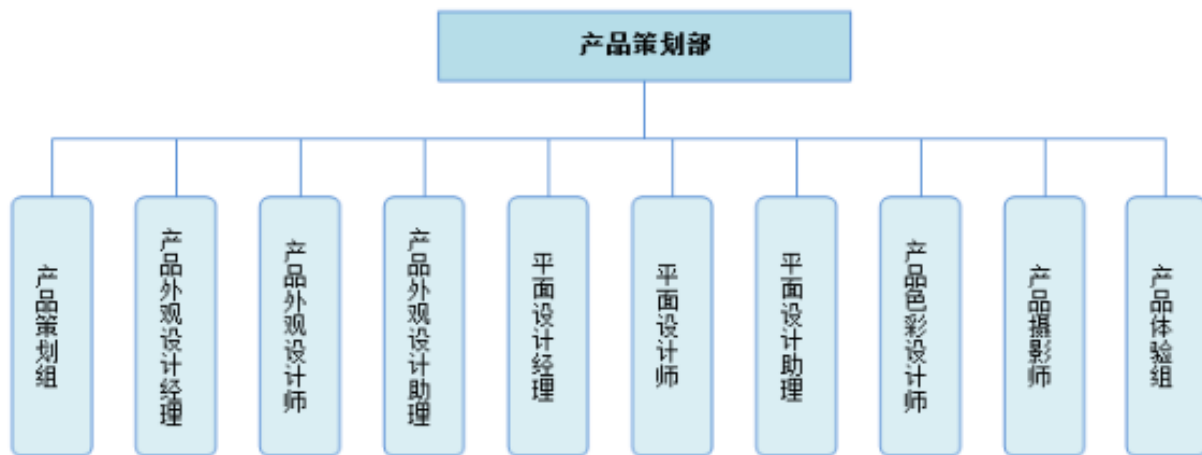 产品策划部
产品策划组
产品外观设计经理
产品外观设计师
产品外观设计助理
平面设计经理
平面设计师
平面设计助理
产品色彩设计师
产品摄影师
产品体验组